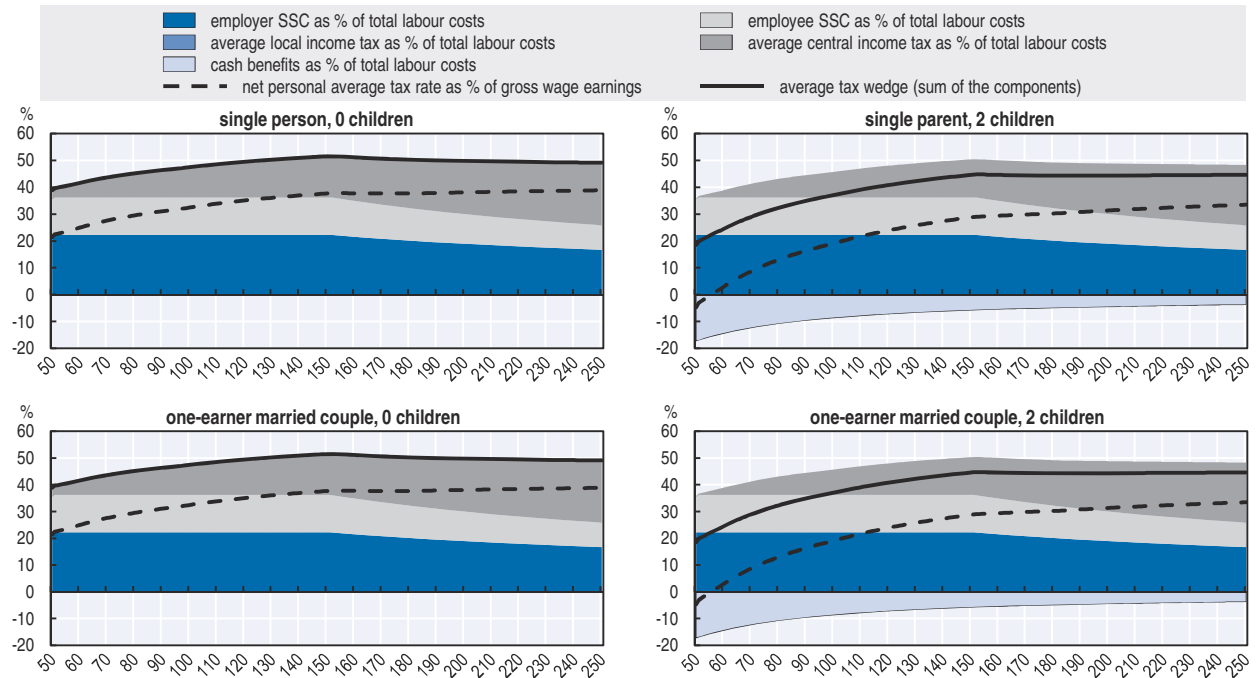 employer SSC as % of total labour costs
employee SSC as % of total labour costs
average local income tax as % of total labour costs
average central income tax as % of total labour costs
cash benefits as % of total labour costs
net personal average tax rate as % of gross wage earnings
average tax wedge (sum of the components)
%
single person, 0 children
60
50
40
30
20
10
0
-10
-20
50 60 70 80 90 100 110 120 130 140 150 160 170 180 190 200 210 220 230 240 250
%
single parent, 2 children
60
50
40
30
20
10
0
-10
-20
50 60 70 80 90 100 110 120 130 140 150 160 170 180 190 200 210 220 230 240 250
%
one-earner married couple, 0 children
60
50
40
30
20
10
0
-10
-20
50 60 70 80 90 100 110 120 130 140 150 160 170 180 190 200 210 220 230 240 250
%
one-earner married couple, 2 children
60
50
40
30
20
10
0
-10
-20
50 60 70 80 90 100 110 120 130 140 150 160 170 180 190 200 210 220 230 240 250